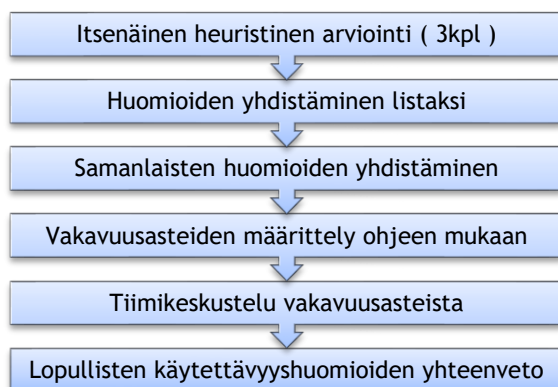 Itsenäinen heuristinen arviointi ( 3kpl )
Huomioiden yhdistäminen listaksi
Samanlaisten huomioiden yhdistäminen
Vakavuusasteiden määrittely ohjeen mukaan
Tiimikeskustelu vakavuusasteista
Lopullisten käytettävyyshuomioiden yhteenveto